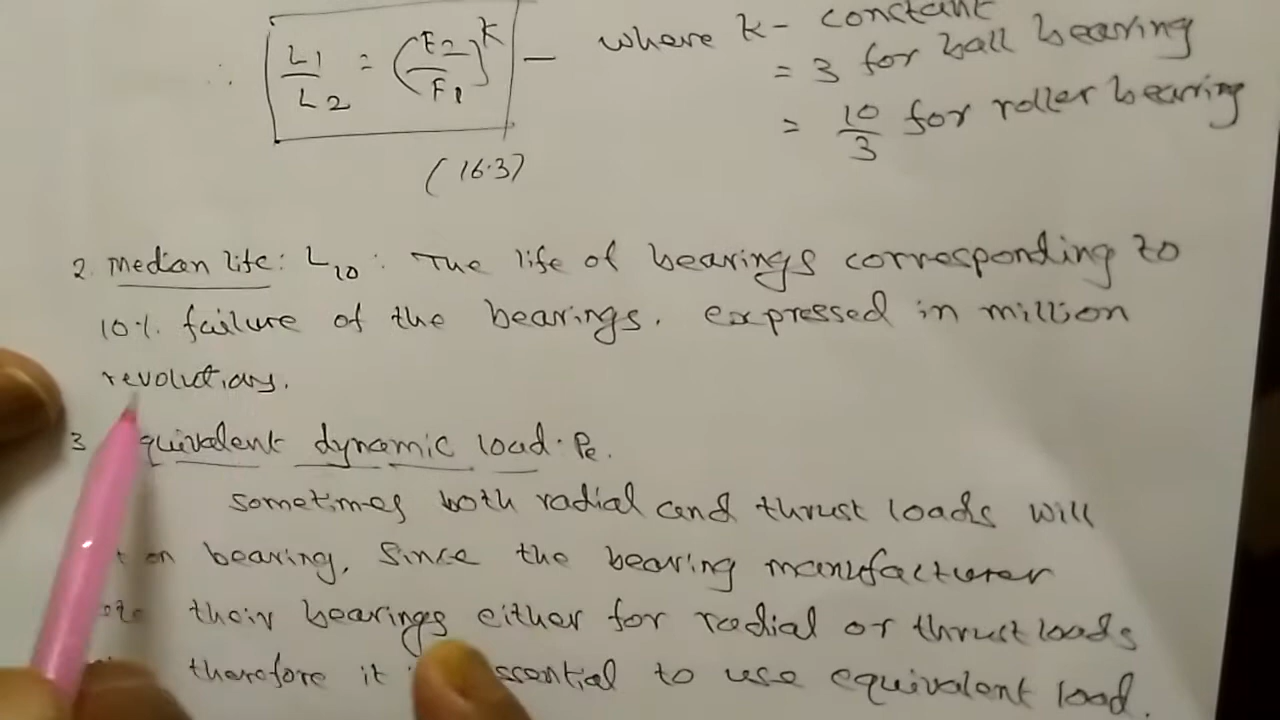 ∴ L1/L2 = (F2/F1)^k — where k - constant
= 3 for ball bearing
= 10/3 for roller bearing
(16.3)
2. Median life: L10: The life of bearings corresponding to
10% failure of the bearings. expressed in million
revolutions.
3 quivalent dynamic load. Pe.
Sometimes both radial and thrust loads will
on bearing, Since the bearing manufacturer
their bearings either for radial or thrust loads
therefore it ssential to use equivalent load.